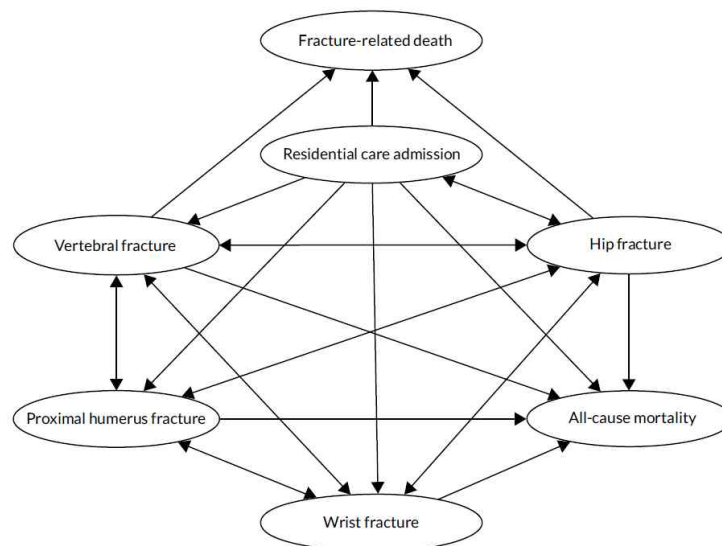 Fracture-related death
Residential care admission
Vertebral fracture
Hip fracture
Proximal humerus fracture
All-cause mortality
Wrist fracture